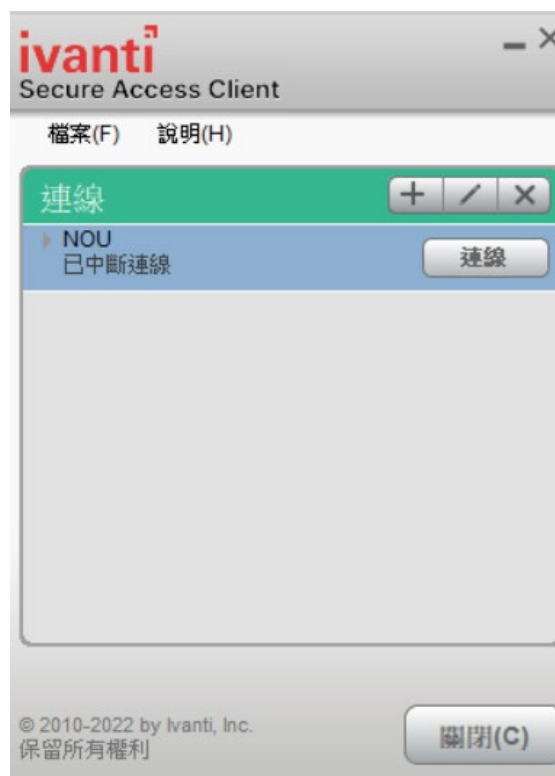 ivanti
Secure Access Client
檔案(F) 說明(H)
連線
NOU
已中斷連線
連線
© 2010-2022 by Ivanti, Inc.
保留所有權利
關閉(C)